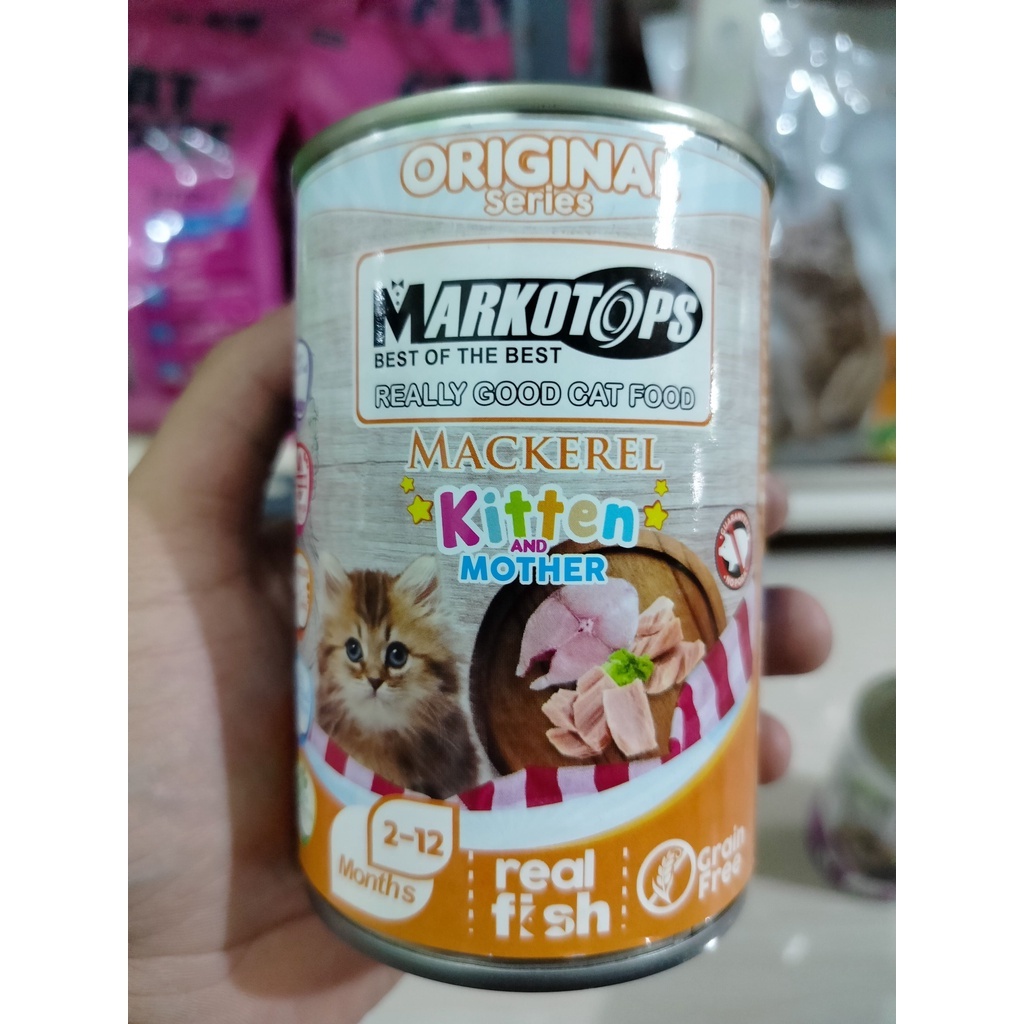 ORIGINAL
Series
MARKOTOPS
BEST OF THE BEST
REALLY GOOD CAT FOOD
MACKEREL
Kitten
AND
MOTHER
2-12
Months
real
fish
Grain
Free